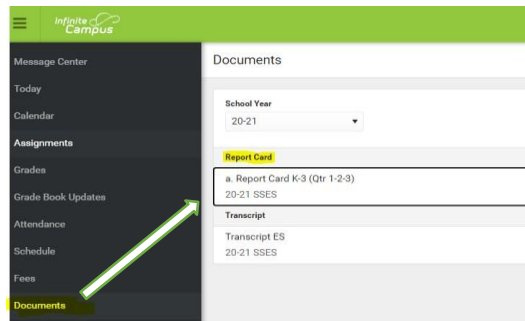 Infinite
Campus
Message Center
Today
Calendar
Assignments
Grades
Grade Book Updates
Attendance
Schedule
Fees
Documents
Documents
School Year
20-21
Report Card
a. Report Card K-3 (Qtr 1-2-3)
20-21 SSES
Transcript
Transcript ES
20-21 SSES